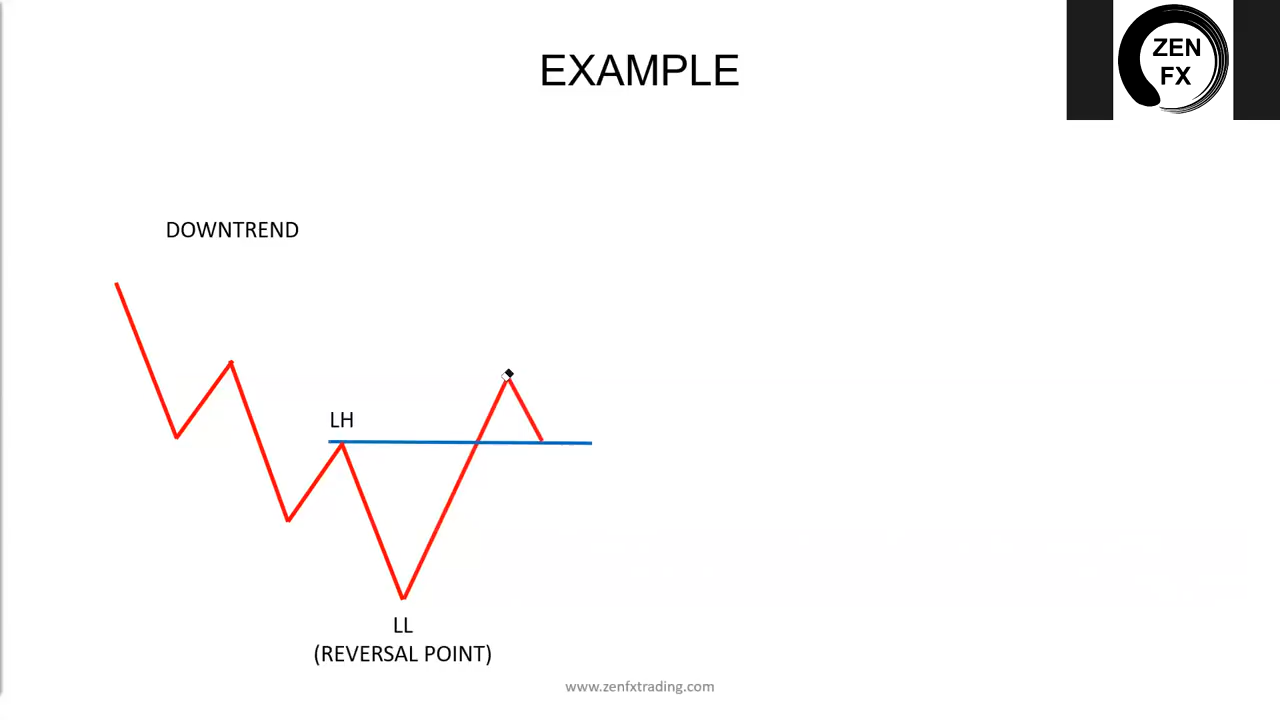 EXAMPLE
ZEN
FX
DOWNTREND
LH
LL
(REVERSAL POINT)
www.zenfxtrading.com